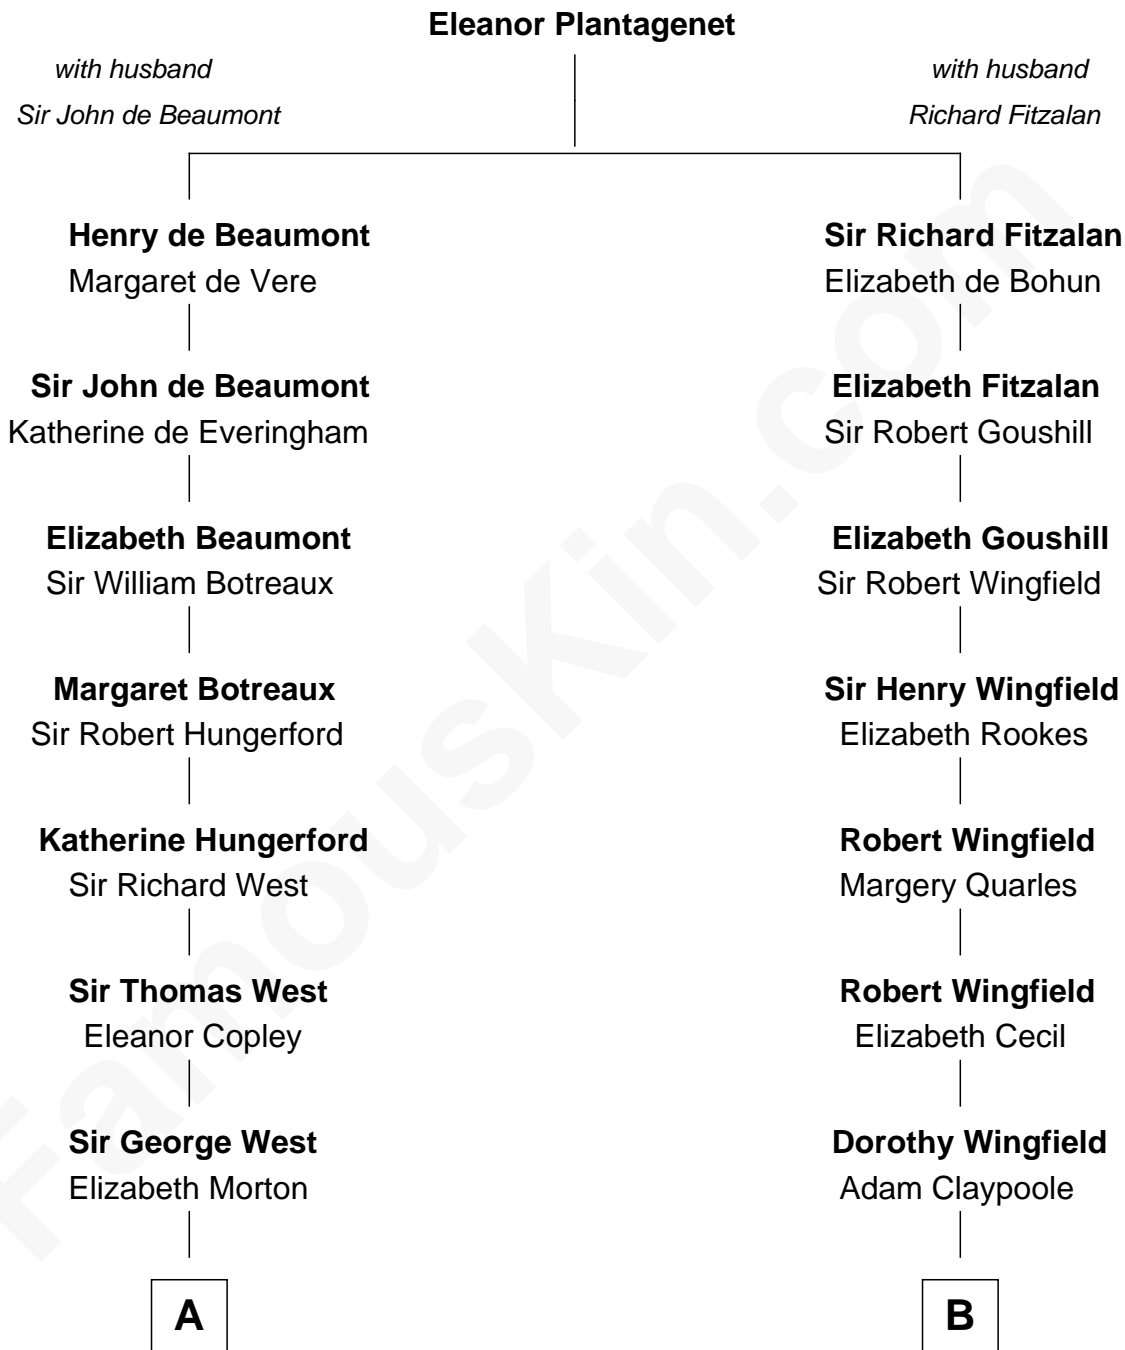 Eleanor Plantagenet
with husband
Sir John de Beaumont
with husband
Richard Fitzalan
Henry de Beaumont
Margaret de Vere
Sir Richard Fitzalan
Elizabeth de Bohun
Sir John de Beaumont
Katherine de Everingham
Elizabeth Fitzalan
Sir Robert Goushill
Elizabeth Beaumont
Sir William Botreaux
Elizabeth Goushill
Sir Robert Wingfield
Margaret Botreaux
Sir Robert Hungerford
Sir Henry Wingfield
Elizabeth Rookes
Katherine Hungerford
Sir Richard West
Robert Wingfield
Margery Quarles
Sir Thomas West
Eleanor Copley
Robert Wingfield
Elizabeth Cecil
Sir George West
Elizabeth Morton
Dorothy Wingfield
Adam Claypoole
A
B
FamousKin.com